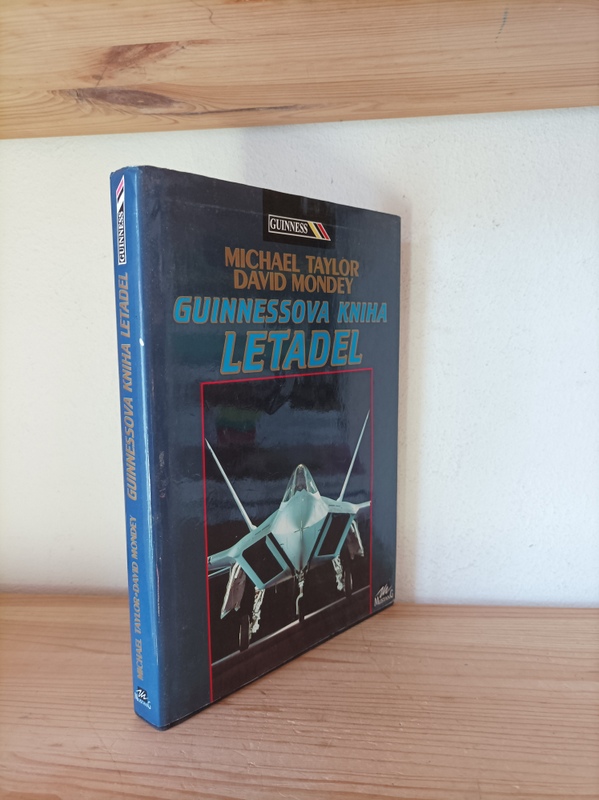 GUINNESS
MICHAEL TAYLOR
DAVID MONDEY
GUINNESSOVA KNIHA
LETADEL
GUINNESS
GUINNESSOVA KNIHA LETADEL
MICHAEL TAYLOR-DAVID MONDEY